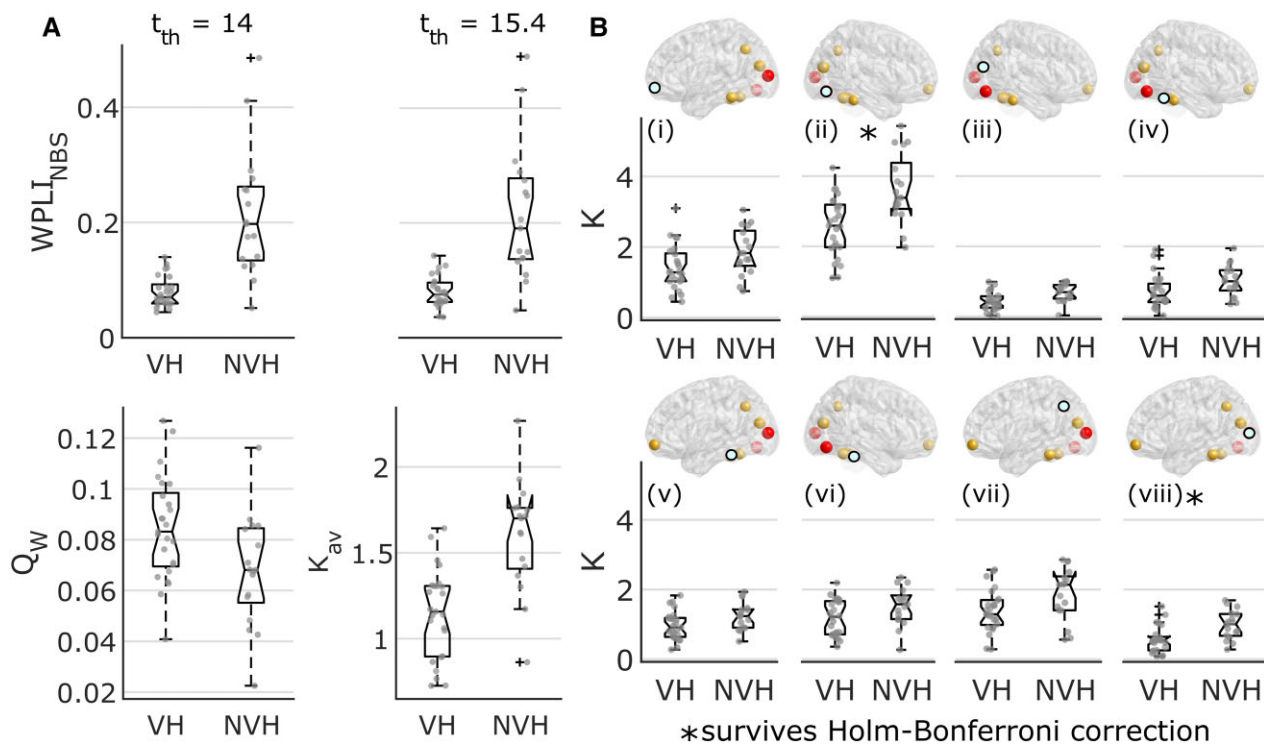 A
t_th = 14
t_th = 15.4
B
WPLI_NBS
0.4
0.2
0
VH NVH
VH NVH
Q_W
0.12
0.1
0.08
0.06
0.04
0.02
VH NVH
K_av
2
1.5
1
VH NVH
K
4
2
0
(i)
(ii) *
(iii)
(iv)
VH NVH
VH NVH
VH NVH
VH NVH
K
4
2
0
(v)
(vi)
(vii)
(viii)*
VH NVH
VH NVH
VH NVH
VH NVH
*survives Holm-Bonferroni correction